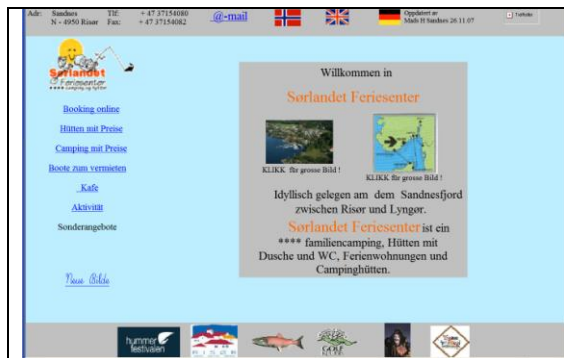 Adr: Sandnes Tlf: + 47 37154080
N - 4950 Risør Fax: + 47 37154082
@-mail
Oppdatert av
Mads H Sandnes 26.11.07
Sørlandet
Feriesenter
Booking online
Hütten mit Preise
Camping mit Preise
Boote zum vermieten
Kafe
Aktivität
Sonderangebote
Neue Bilde
Willkommen in
Sørlandet Feriesenter
KLIKK für grosse Bild !
KLIKK für grosse Bild !
Idyllisch gelegen am dem Sandnesfjord
zwischen Risør und Lyngør.
Sørlandet Feriesenter ist ein
**** familiencamping, Hütten mit
Dusche und WC, Ferienwohnungen und
Campinghütten.
hummer
festivalen